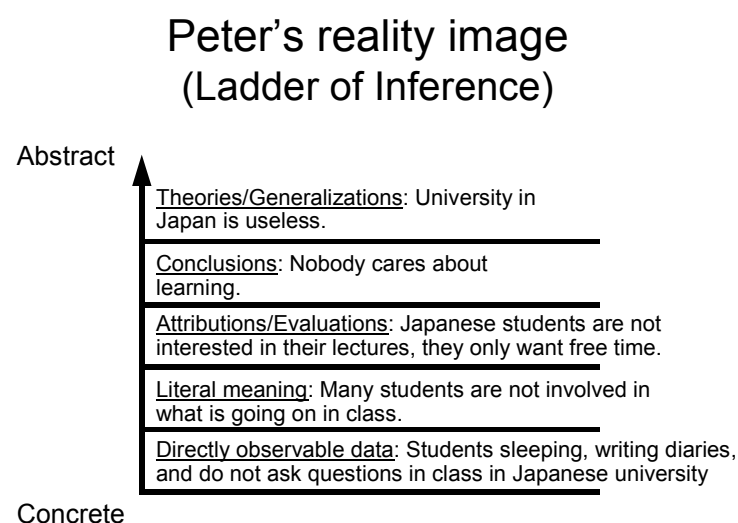 Peter's reality image
(Ladder of Inference)
Abstract
Theories/Generalizations: University in
Japan is useless.
Conclusions: Nobody cares about
learning.
Attributions/Evaluations: Japanese students are not
interested in their lectures, they only want free time.
Literal meaning: Many students are not involved in
what is going on in class.
Directly observable data: Students sleeping, writing diaries,
and do not ask questions in class in Japanese university
Concrete